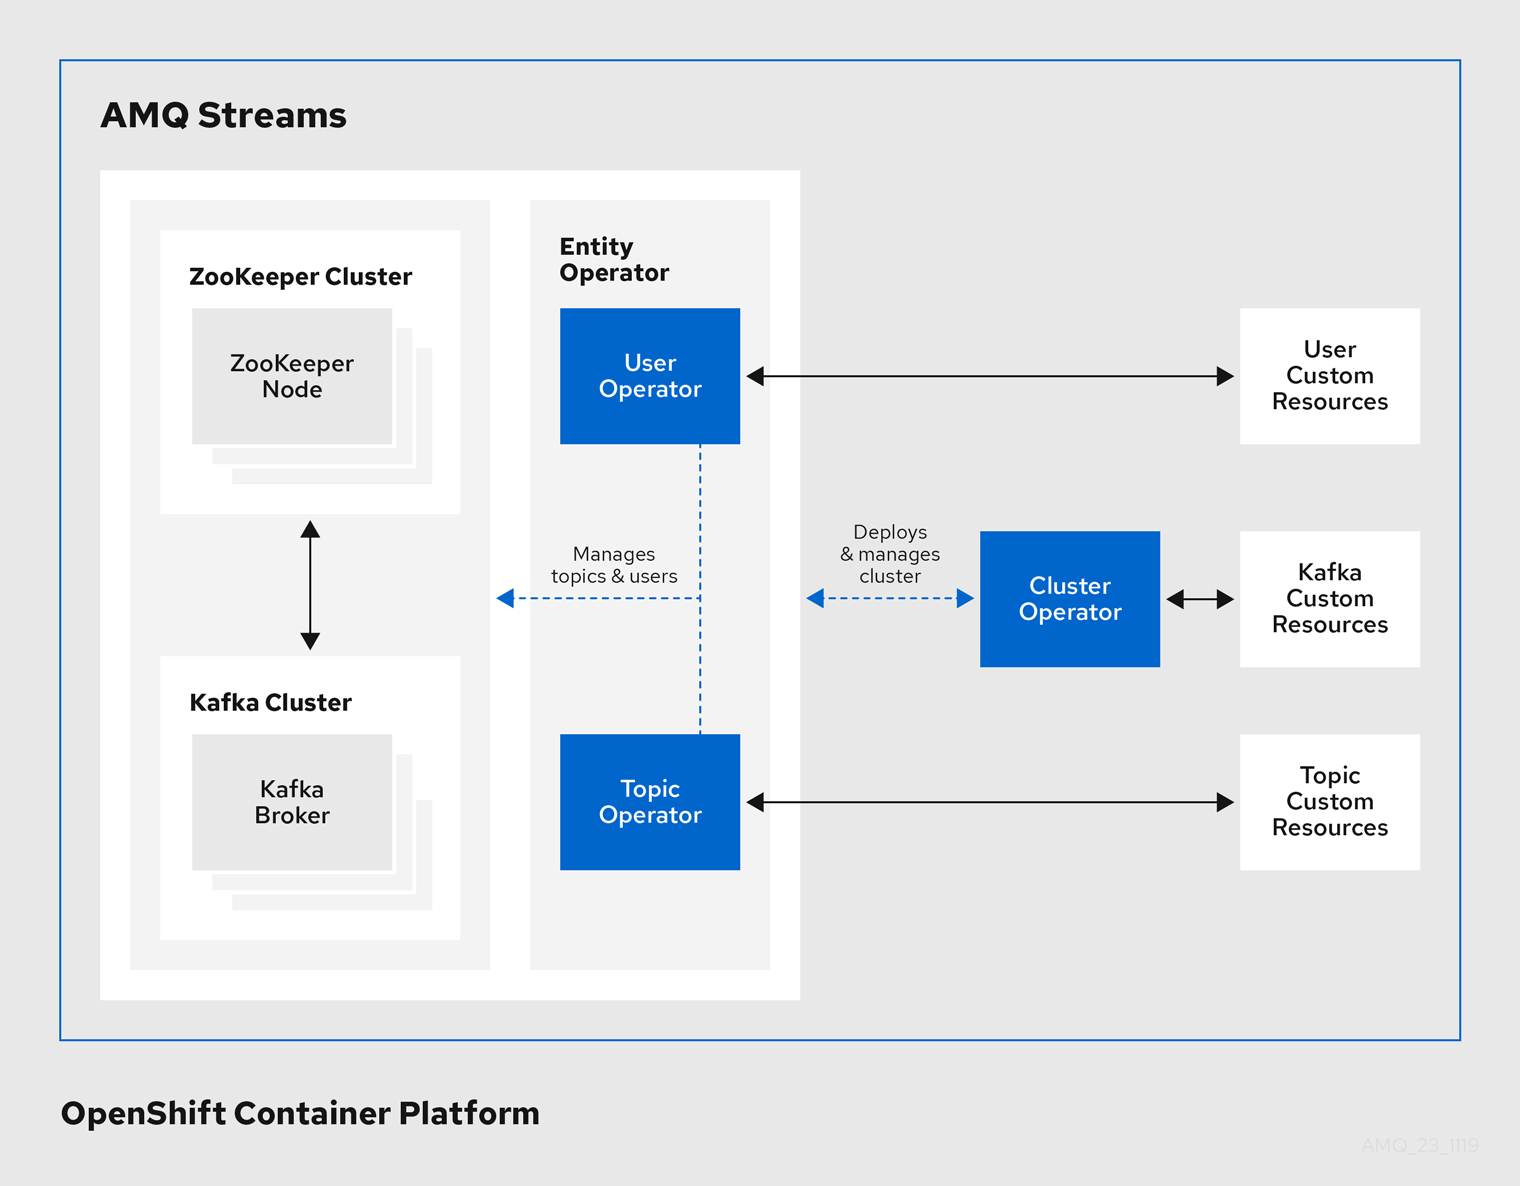 AMQ Streams
ZooKeeper Cluster
ZooKeeper
Node
Kafka Cluster
Kafka
Broker
Entity
Operator
User
Operator
Manages
topics & users
Topic
Operator
Deploys
& manages
cluster
Cluster
Operator
User
Custom
Resources
Kafka
Custom
Resources
Topic
Custom
Resources
OpenShift Container Platform
AMQ_23_1119